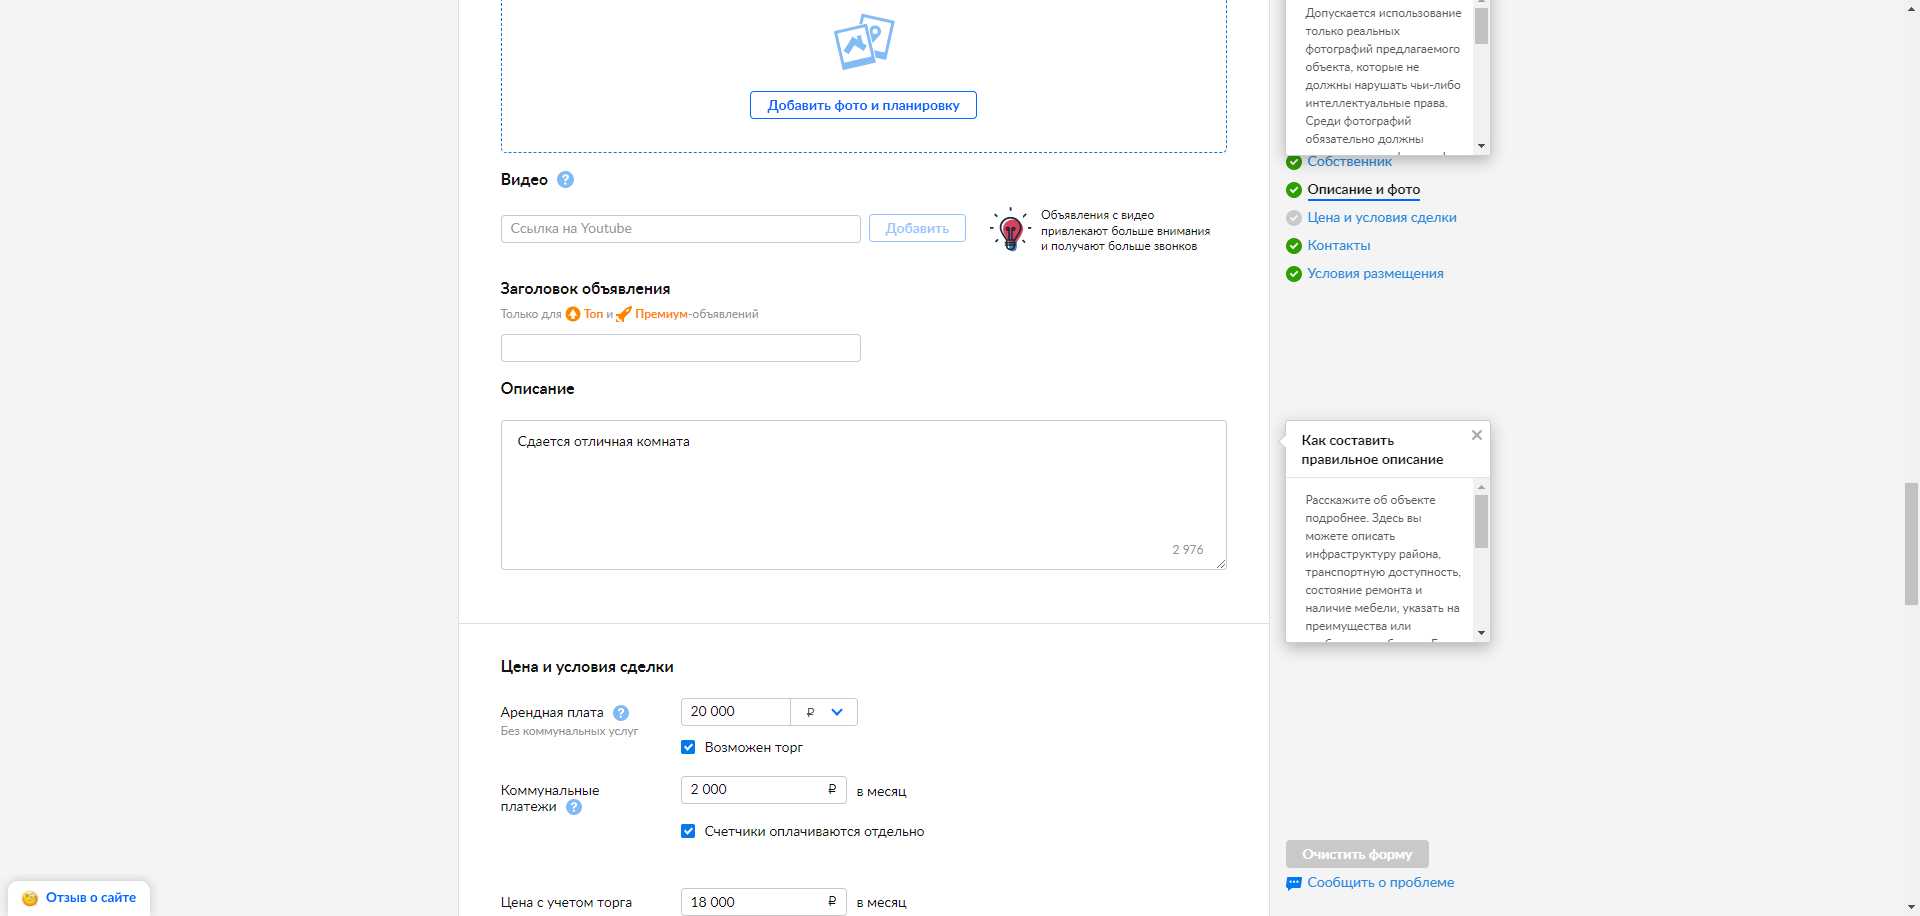 Добавить фото и планировку
Видео ?
Ссылка на Youtube
Добавить
Объявления с видео
привлекают больше внимания
и получают больше звонков
Заголовок объявления
Только для Топ и Премиум-объявлений
Описание
Сдается отличная комната
2 976
Цена и условия сделки
Арендная плата ?
Без коммунальных услуг
20 000 ₽
Возможен торг
Коммунальные
платежи ?
2 000 ₽ в месяц
Счетчики оплачиваются отдельно
Цена с учетом торга
18 000 ₽ в месяц
Допускается использование
только реальных
фотографий предлагаемого
объекта, которые не
должны нарушать чьи-либо
интеллектуальные права.
Среди фотографий
обязательно должны
Собственник
Описание и фото
Цена и условия сделки
Контакты
Условия размещения
Как составить
правильное описание
Расскажите об объекте
подробнее. Здесь вы
можете описать
инфраструктуру района,
транспортную доступность,
состояние ремонта и
наличие мебели, указать на
преимущества или
Очистить форму
Сообщить о проблеме
Отзыв о сайте